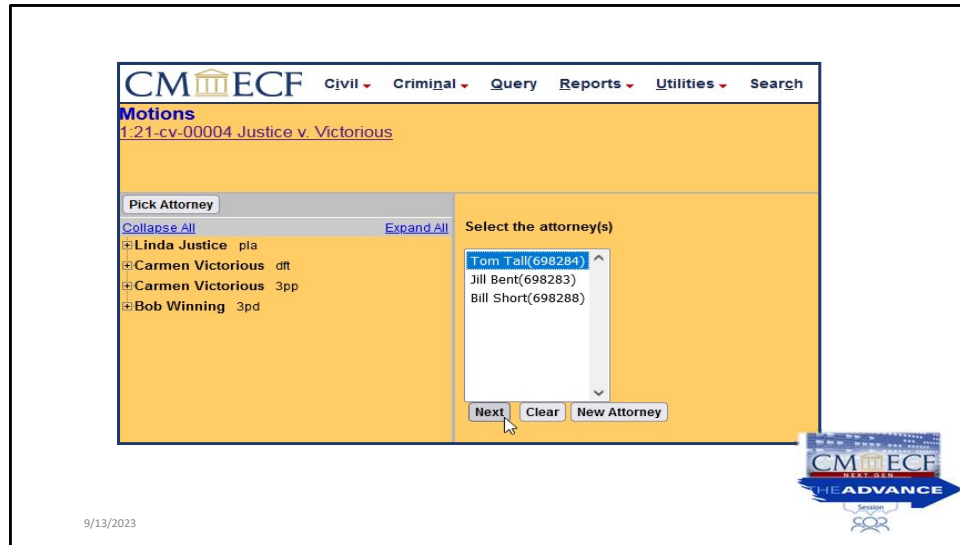 CM ECF Civil Criminal Query Reports Utilities Search
Motions
1:21-cv-00004 Justice v. Victorious
Pick Attorney
Collapse All Expand All
Linda Justice pla
Carmen Victorious dft
Carmen Victorious 3pp
Bob Winning 3pd
Select the attorney(s)
Tom Tall(698284)
Jill Bent(698283)
Bill Short(698288)
Next Clear New Attorney
CM ECF
NEXT GEN
THE ADVANCE
Session
9/13/2023